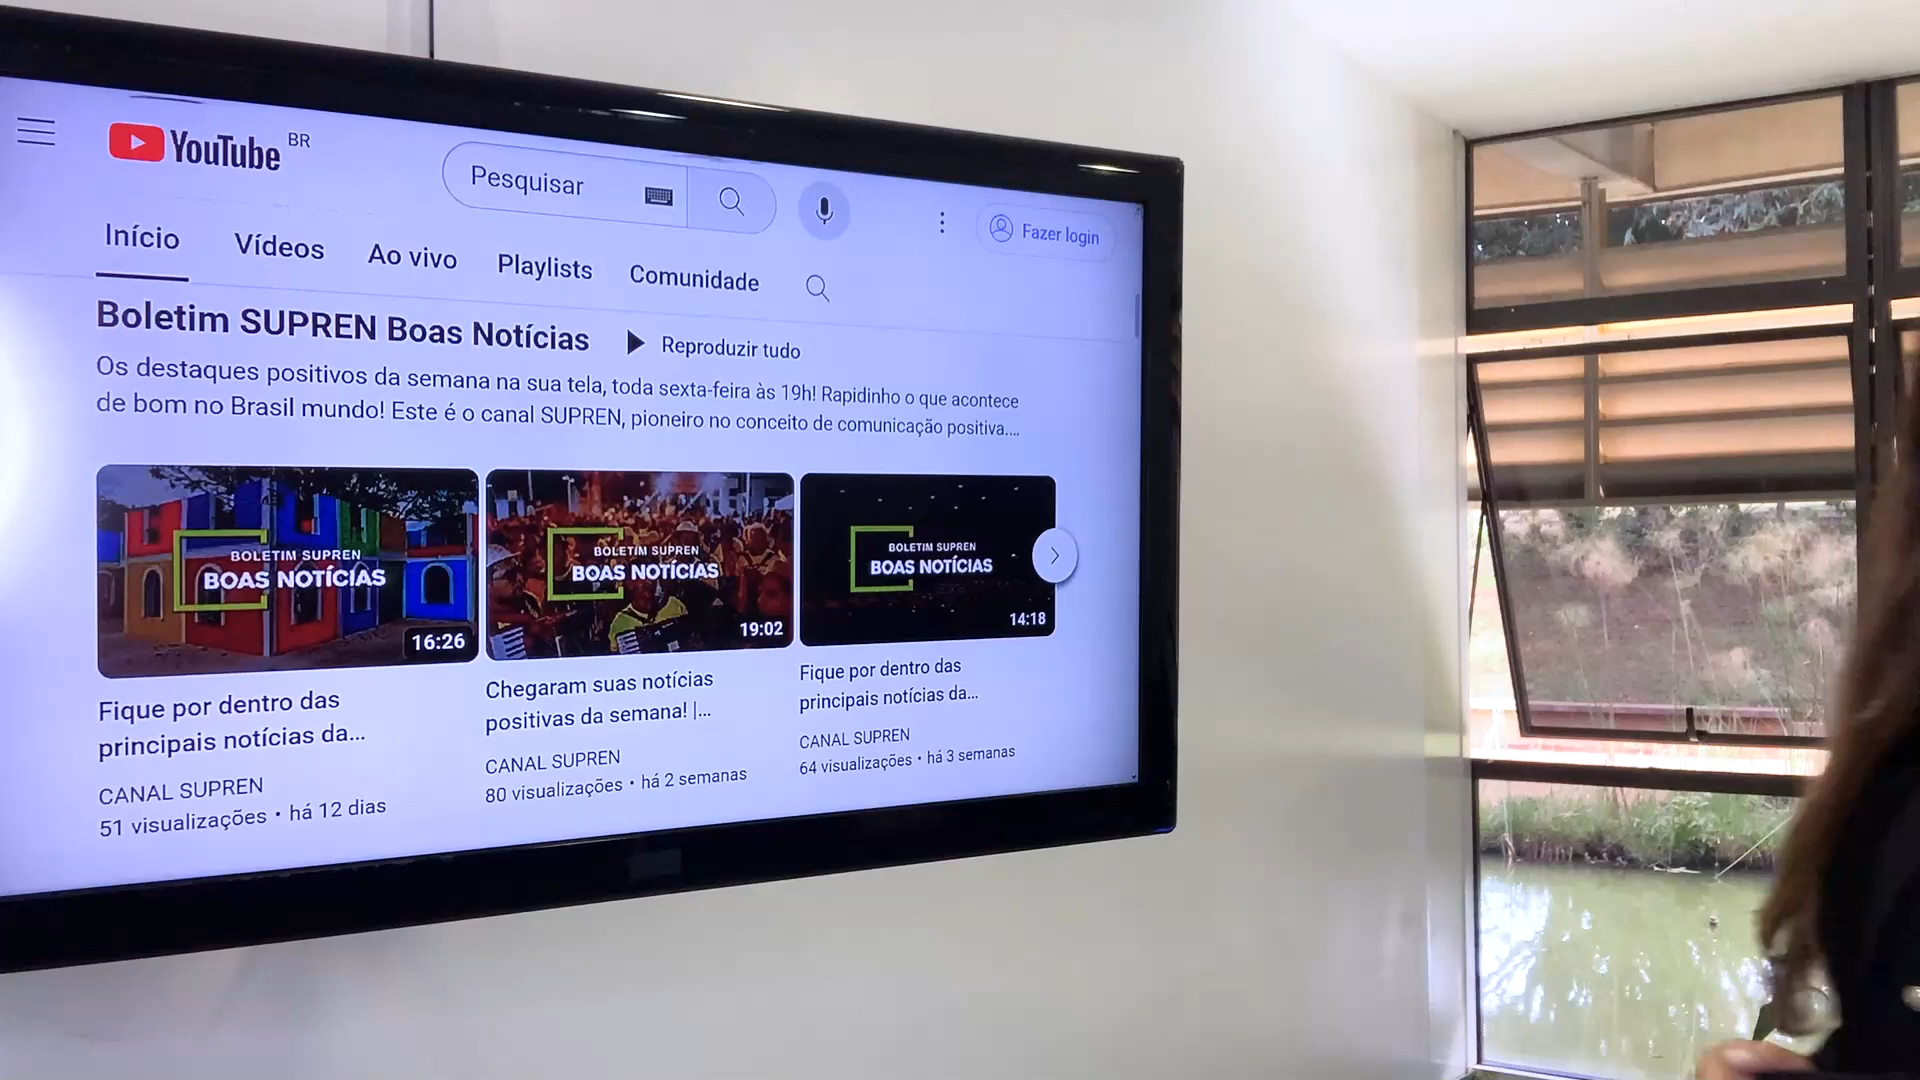 YouTube BR
Pesquisar
Fazer login
Início Vídeos Ao vivo Playlists Comunidade
Boletim SUPREN Boas Notícias
Reproduzir tudo
Os destaques positivos da semana na sua tela, toda sexta-feira às 19h! Rapidinho o que acontece
de bom no Brasil mundo! Este é o canal SUPREN, pioneiro no conceito de comunicação positiva....
BOLETIM SUPREN
BOAS NOTÍCIAS
16:26
Fique por dentro das
principais notícias da...
CANAL SUPREN
51 visualizações • há 12 dias
BOLETIM SUPREN
BOAS NOTÍCIAS
19:02
Chegaram suas notícias
positivas da semana! |...
CANAL SUPREN
80 visualizações • há 2 semanas
BOLETIM SUPREN
BOAS NOTÍCIAS
14:18
Fique por dentro das
principais notícias da...
CANAL SUPREN
64 visualizações • há 3 semanas